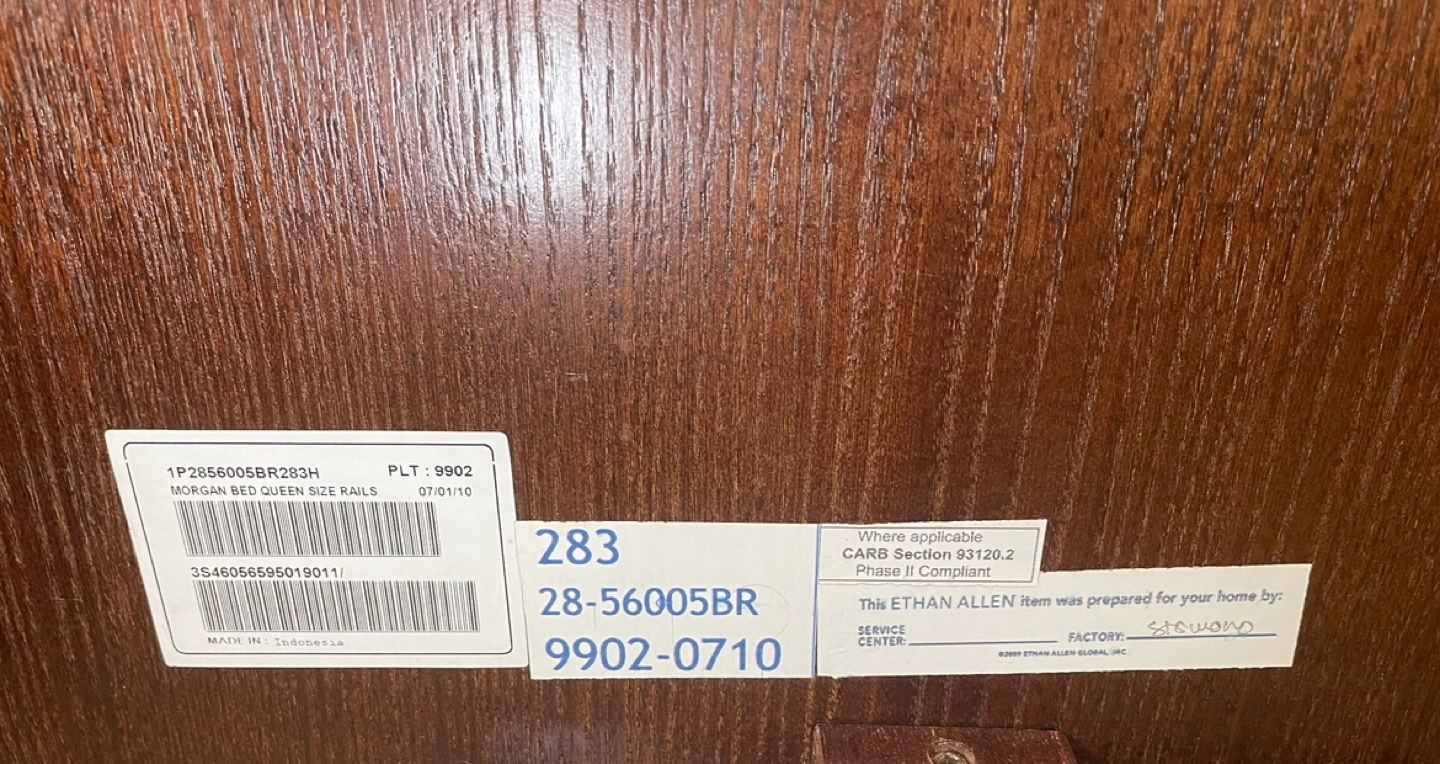 1P2856005BR283H PLT : 9902
MORGAN BED QUEEN SIZE RAILS 07/01/10
3S46056595019011/
MADE IN : Indonesia
283
28-56005BR
9902-0710
Where applicable
CARB Section 93120.2
Phase II Compliant
This ETHAN ALLEN item was prepared for your home by:
SERVICE
CENTER: FACTORY:
©2009 ETHAN ALLEN GLOBAL, INC.